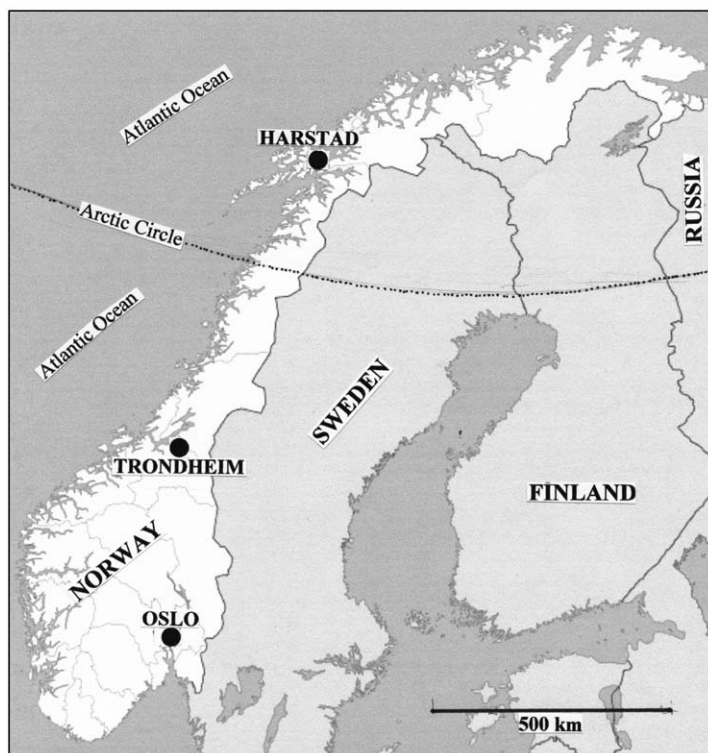 Atlantic Ocean
HARSTAD
RUSSIA
Arctic Circle
Atlantic Ocean
SWEDEN
TRONDHEIM
FINLAND
NORWAY
OSLO
500 km